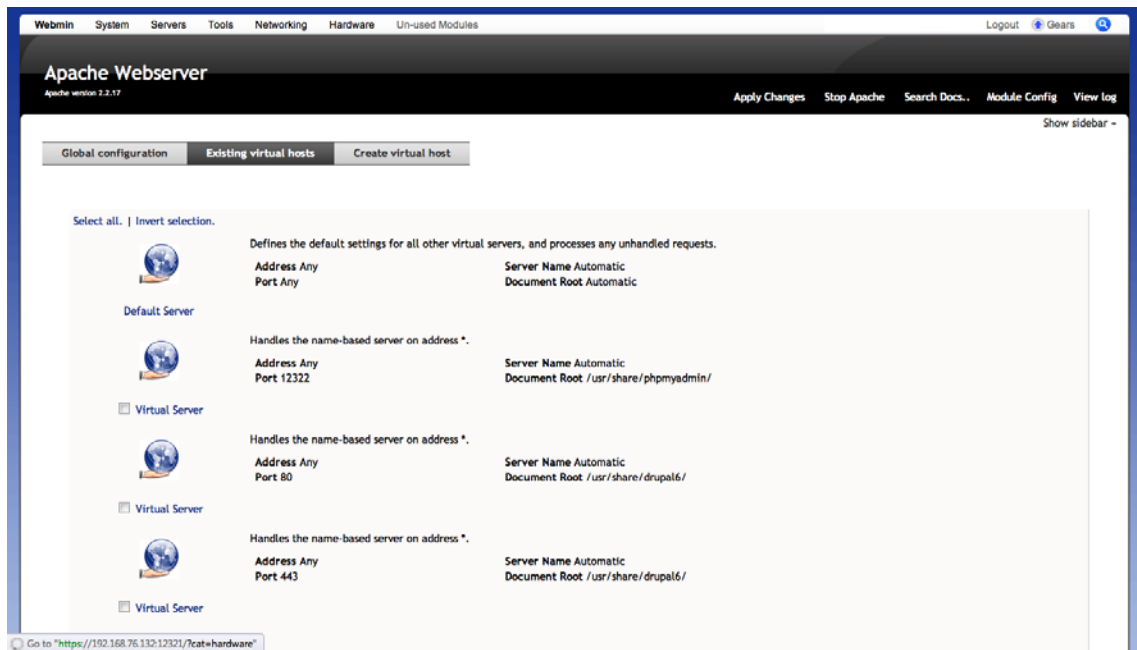 Webmin System Servers Tools Networking Hardware Un-used Modules Logout Gears
Apache Webserver
Apache version 2.2.17
Apply Changes Stop Apache Search Docs.. Module Config View log
Show sidebar -
Global configuration Existing virtual hosts Create virtual host
Select all. | Invert selection.
Defines the default settings for all other virtual servers, and processes any unhandled requests.
Address Any Server Name Automatic
Port Any Document Root Automatic
Default Server
Handles the name-based server on address *.
Address Any Server Name Automatic
Port 12322 Document Root /usr/share/phpmyadmin/
Virtual Server
Handles the name-based server on address *.
Address Any Server Name Automatic
Port 80 Document Root /usr/share/drupal6/
Virtual Server
Handles the name-based server on address *.
Address Any Server Name Automatic
Port 443 Document Root /usr/share/drupal6/
Virtual Server
Go to "https://192.168.76.132:12321/?cat=hardware"